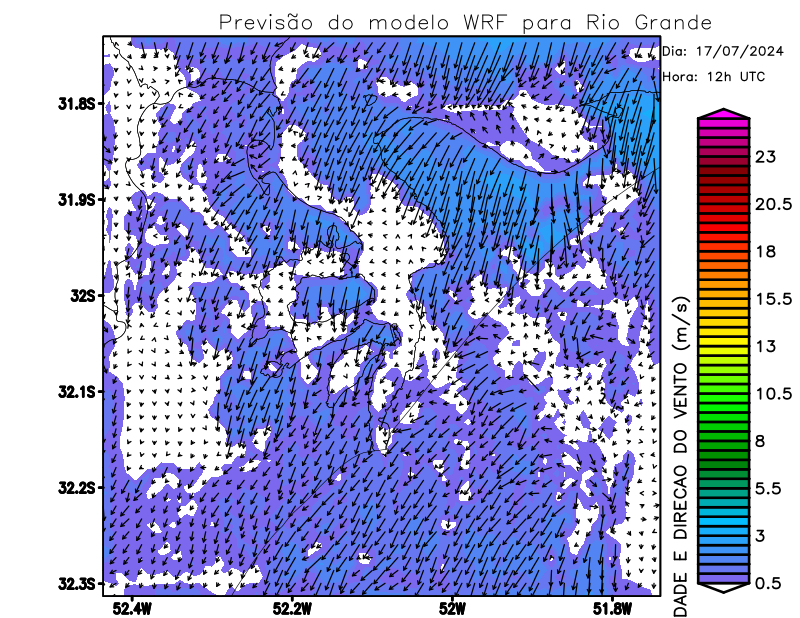 Previsão do modelo WRF para Rio Grande
Dia: 17/07/2024
Hora: 12h UTC
31.8S
31.9S
32S
32.1S
32.2S
32.3S
52.4W
52.2W
52W
51.8W
DADE E DIRECAO DO VENTO (m/s)
23
20.5
18
15.5
13
10.5
8
5.5
3
0.5